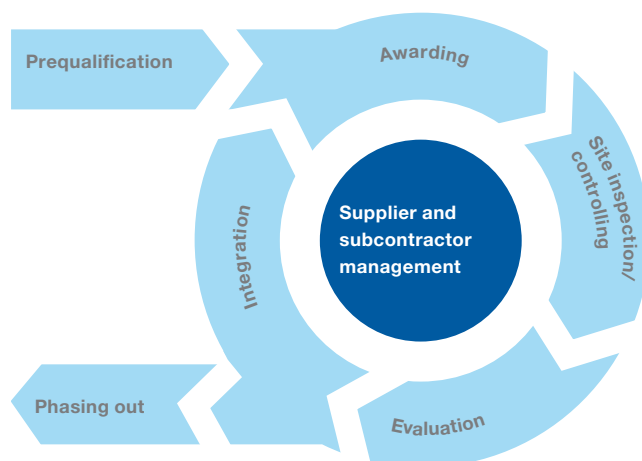 Prequalification
Awarding
Site inspection/
controlling
Supplier and
subcontractor
management
Integration
Phasing out
Evaluation